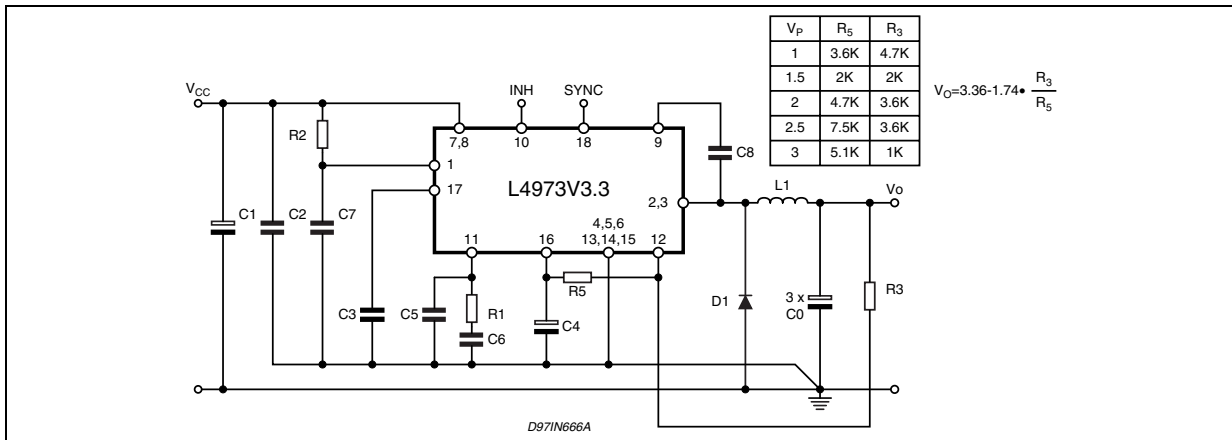 VP R5 R3
1 3.6K 4.7K
1.5 2K 2K
2 4.7K 3.6K
2.5 7.5K 3.6K
3 5.1K 1K
VO=3.36-1.74• R3
R5
VCC
INH
SYNC
R2
7,8
10
18
9
1
17
C8
L4973V3.3
L1
Vo
2,3
C1
C2
C7
4,5,6
11
16
13,14,15
12
R5
D1
3 x
C0
R3
C3
C5
R1
C6
C4
D97IN666A